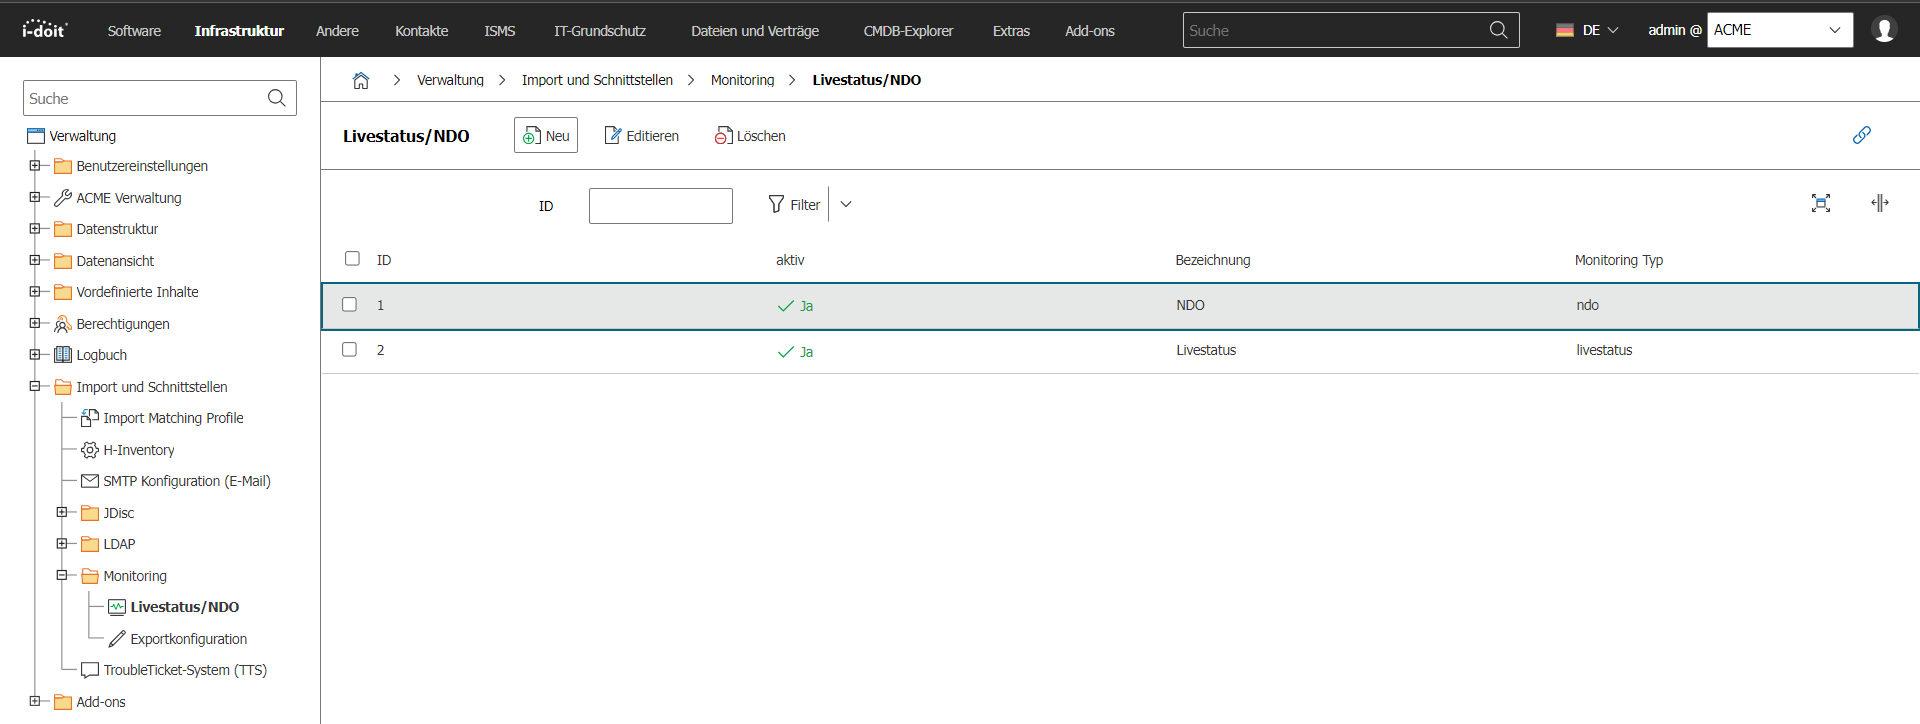 i-doit Software Infrastruktur Andere Kontakte ISMS IT-Grundschutz Dateien und Verträge CMDB-Explorer Extras Add-ons Suche DE admin @ ACME
Suche
Verwaltung
Benutzereinstellungen
ACME Verwaltung
Datenstruktur
Datenansicht
Vordefinierte Inhalte
Berechtigungen
Logbuch
Import und Schnittstellen
Import Matching Profile
H-Inventory
SMTP Konfiguration (E-Mail)
JDisc
LDAP
Monitoring
Livestatus/NDO
Exportkonfiguration
TroubleTicket-System (TTS)
Add-ons
Verwaltung Import und Schnittstellen Monitoring Livestatus/NDO
Livestatus/NDO Neu Editieren Löschen
ID Filter
ID aktiv Bezeichnung Monitoring Typ
1 Ja NDO ndo
2 Ja Livestatus livestatus